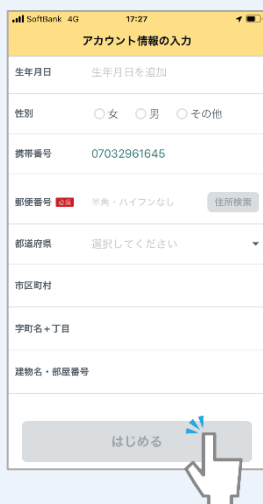 SoftBank 4G 17:27
アカウント情報の入力
生年月日 生年月日を追加
性別 女 男 その他
携帯番号 07032961645
郵便番号 必須 半角・ハイフンなし 住所検索
都道府県 選択してください
市区町村
字町名+丁目
建物名・部屋番号
はじめる